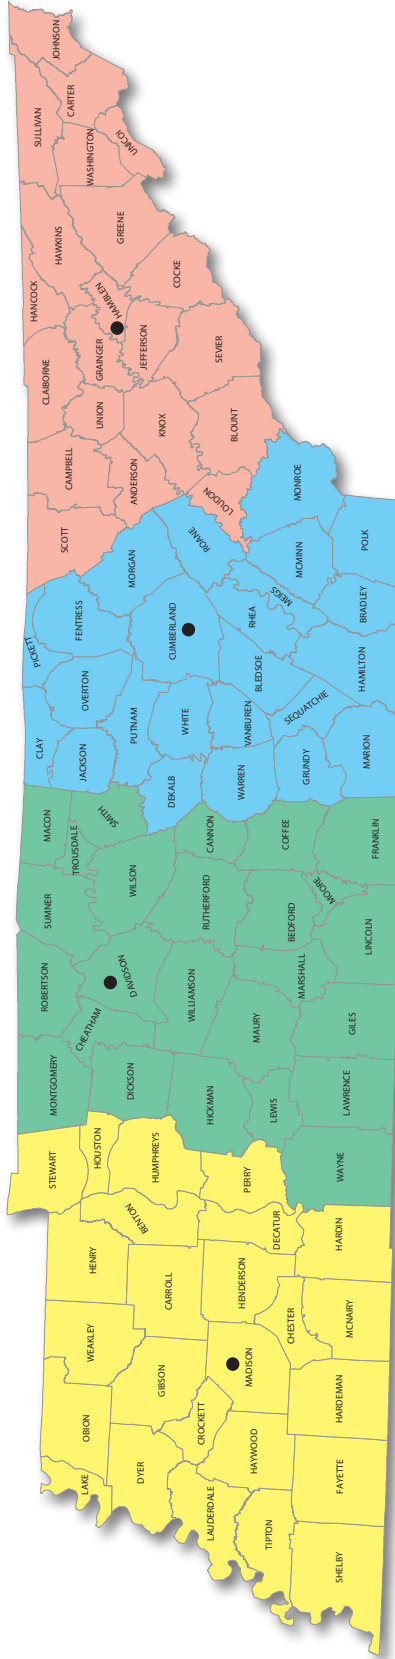 JOHNSON
CARTER
SULLIVAN
UNICOI
WASHINGTON
GREENE
HAWKINS
COCKE
HANCOCK
HAMBLEN
JEFFERSON
GRAINGER
SEVIER
CLAIBORNE
UNION
KNOX
BLOUNT
CAMPBELL
ANDERSON
LOUDON
MONROE
SCOTT
ROANE
MORGAN
MCMINN
POLK
MEIGS
BRADLEY
RHEA
CUMBERLAND
FENTRESS
PICKETT
BLEDSOE
HAMILTON
OVERTON
SEQUATCHIE
PUTNAM
WHITE
VANBUREN
CLAY
JACKSON
MARION
GRUNDY
WARREN
DEKALB
SMITH
MACON
TROUSDALE
CANNON
COFFEE
FRANKLIN
WILSON
MOORE
RUTHERFORD
SUMNER
BEDFORD
LINCOLN
DAVIDSON
ROBERTSON
WILLIAMSON
MARSHALL
CHEATHAM
MAURY
GILES
MONTGOMERY
DICKSON
HICKMAN
LEWIS
LAWRENCE
HOUSTON
HUMPHREYS
STEWART
PERRY
WAYNE
BENTON
DECATUR
HARDIN
HENRY
CARROLL
HENDERSON
CHESTER
MCNAIRY
WEAKLEY
GIBSON
MADISON
HARDEMAN
CROCKETT
OBION
HAYWOOD
DYER
LAKE
FAYETTE
LAUDERDALE
TIPTON
SHELBY